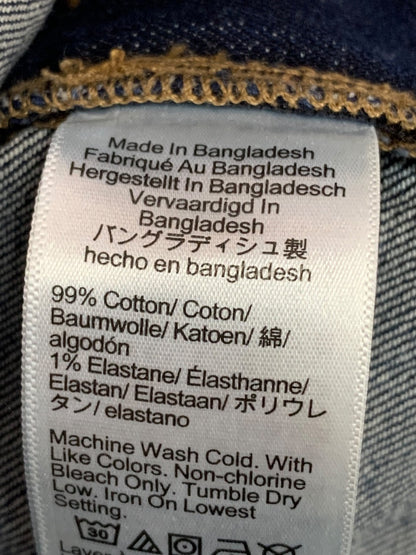 Made In Bangladesh
Fabriqué Au Bangladesh
Hergestellt In Bangladesch
Vervaardigd In
Bangladesh
バングラディシュ製
hecho en bangladesh
99% Cotton/ Coton/
Baumwolle/ Katoen/ 綿/
algodón
1% Elastane/ Élasthanne/
Elastan/ Elastaan/ ポリウレ
タン/ elastano
Machine Wash Cold. With
Like Colors. Non-chlorine
Bleach Only. Tumble Dry
Low. Iron On Lowest
Setting.
30